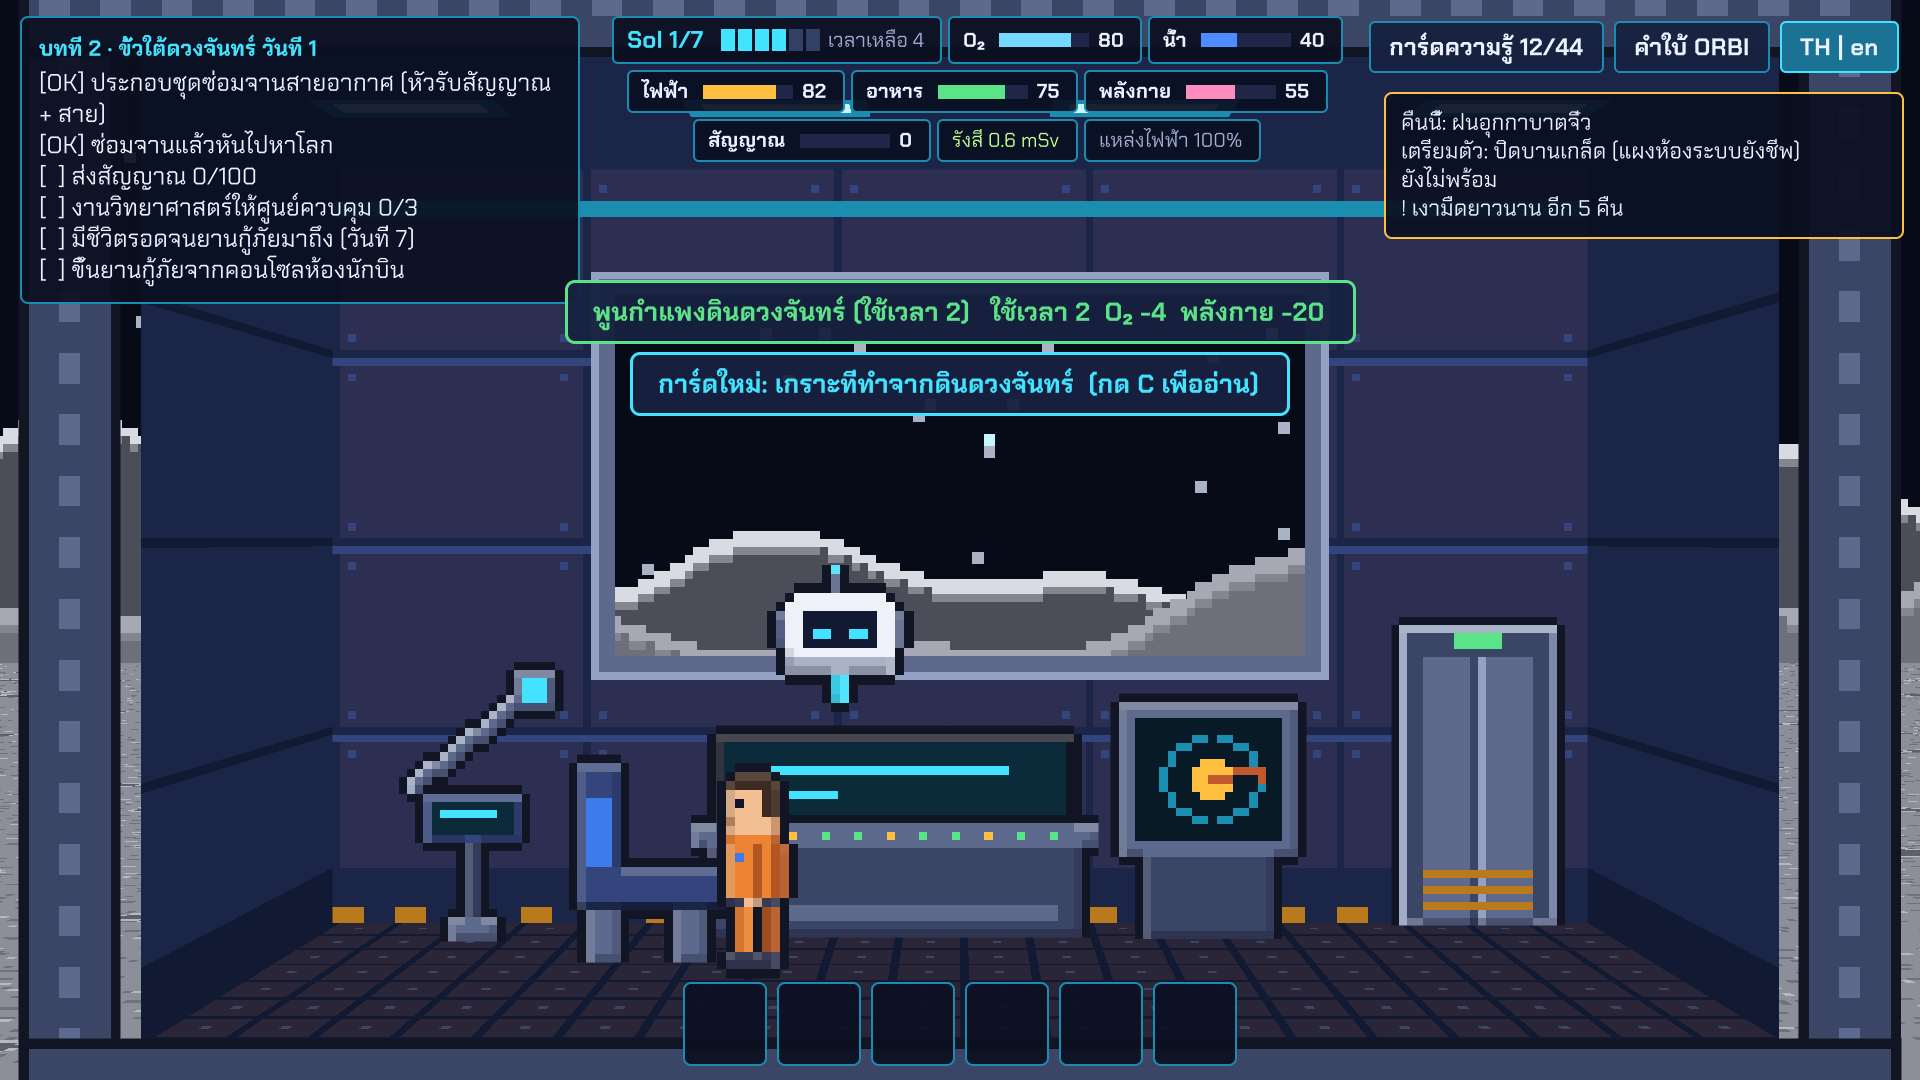 บทที่ 2 · ขั้วใต้ดวงจันทร์ วันที่ 1
[OK] ประกอบชุดซ่อมจานสายอากาศ (หัวรับสัญญาณ
+ สาย)
[OK] ซ่อมจานแล้วหันไปหาโลก
[ ] ส่งสัญญาณ 0/100
[ ] งานวิทยาศาสตร์ให้ศูนย์ควบคุม 0/3
[ ] มีชีวิตรอดจนยานกู้ภัยมาถึง (วันที่ 7)
[ ] ขึ้นยานกู้ภัยจากคอนโซลห้องนักบิน
Sol 1/7 เวลาเหลือ 4
O₂ 80
น้ำ 40
ไฟฟ้า 82
อาหาร 75
พลังกาย 55
สัญญาณ 0
รังสี 0.6 mSv
แหล่งไฟฟ้า 100%
การ์ดความรู้ 12/44
คำใบ้ ORBI
TH | en
คืนนี้: ฝนอุกกาบาตจิ๋ว
เตรียมตัว: ปิดบานเกล็ด (แผงห้องระบบยังชีพ)
ยังไม่พร้อม
! เงามืดยาวนาน อีก 5 คืน
พูนกำแพงดินดวงจันทร์ (ใช้เวลา 2) ใช้เวลา 2 O₂ -4 พลังกาย -20
การ์ดใหม่: เกราะที่ทำจากดินดวงจันทร์ (กด C เพื่ออ่าน)